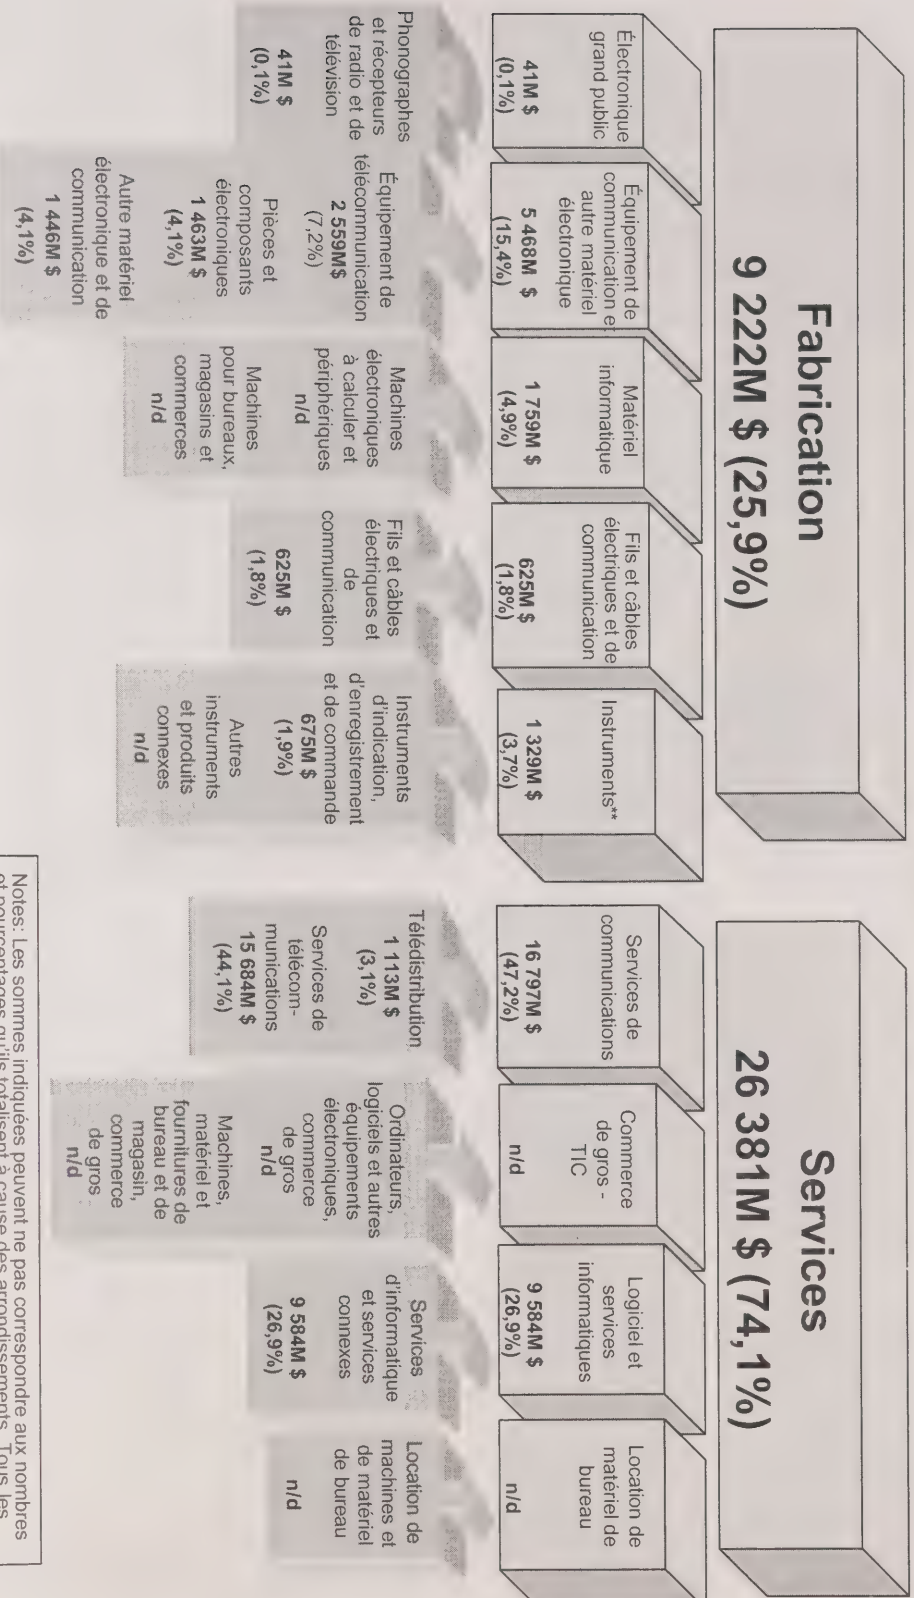 Fabrication
9 222M $ (25,9%)
Services
26 381M $ (74,1%)
Électronique
grand public
41M $
(0,1%)
Équipement de
communication et
autre matériel
électronique
5 468M $
(15,4%)
Matériel
informatique
1 759M $
(4,9%)
Fils et câbles
électriques et de
communication
625M $
(1,8%)
Instruments**
1 329M $
(3,7%)
Services de
communications
16 797M $
(47,2%)
Commerce
de gros -
TIC
n/d
Logiciel et
services
informatiques
9 584M $
(26,9%)
Location de
matériel de
bureau
n/d
Phonographes
et récepteurs
de radio et de
télévision
41M $
(0,1%)
Équipement de
télécommunication
2 559M$
(7,2%)
Pièces et
composants
électroniques
1 463M $
(4,1%)
Autre matériel
électronique et de
communication
1 446M $
(4,1%)
Machines
électroniques
à calculer et
périphériques
n/d
Machines
pour bureaux,
magasins et
commerces
n/d
Fils et câbles
électriques et
de
communication
625M $
(1,8%)
Instruments
d'indication,
d'enregistrement
et de commande
675M $
(1,9%)
Autres
instruments
et produits
connexes
n/d
Télédistribution
1 113M $
(3,1%)
Services de
télécom-
munications
15 684M $
(44,1%)
Ordinateurs,
logiciels et autres
équipements
électroniques,
commerce
de gros
n/d
Machines,
matériel et
fournitures de
bureau et de
magasin,
commerce
de gros
n/d
Services
d'informatique
et services
connexes
9 584M $
(26,9%)
Location de
machines et
de matériel
de bureau
n/d
Notes: Les sommes indiquées peuvent ne pas correspondre aux nombres
et pourcentages qu'ils totalisent à cause des arrondissements. Tous les